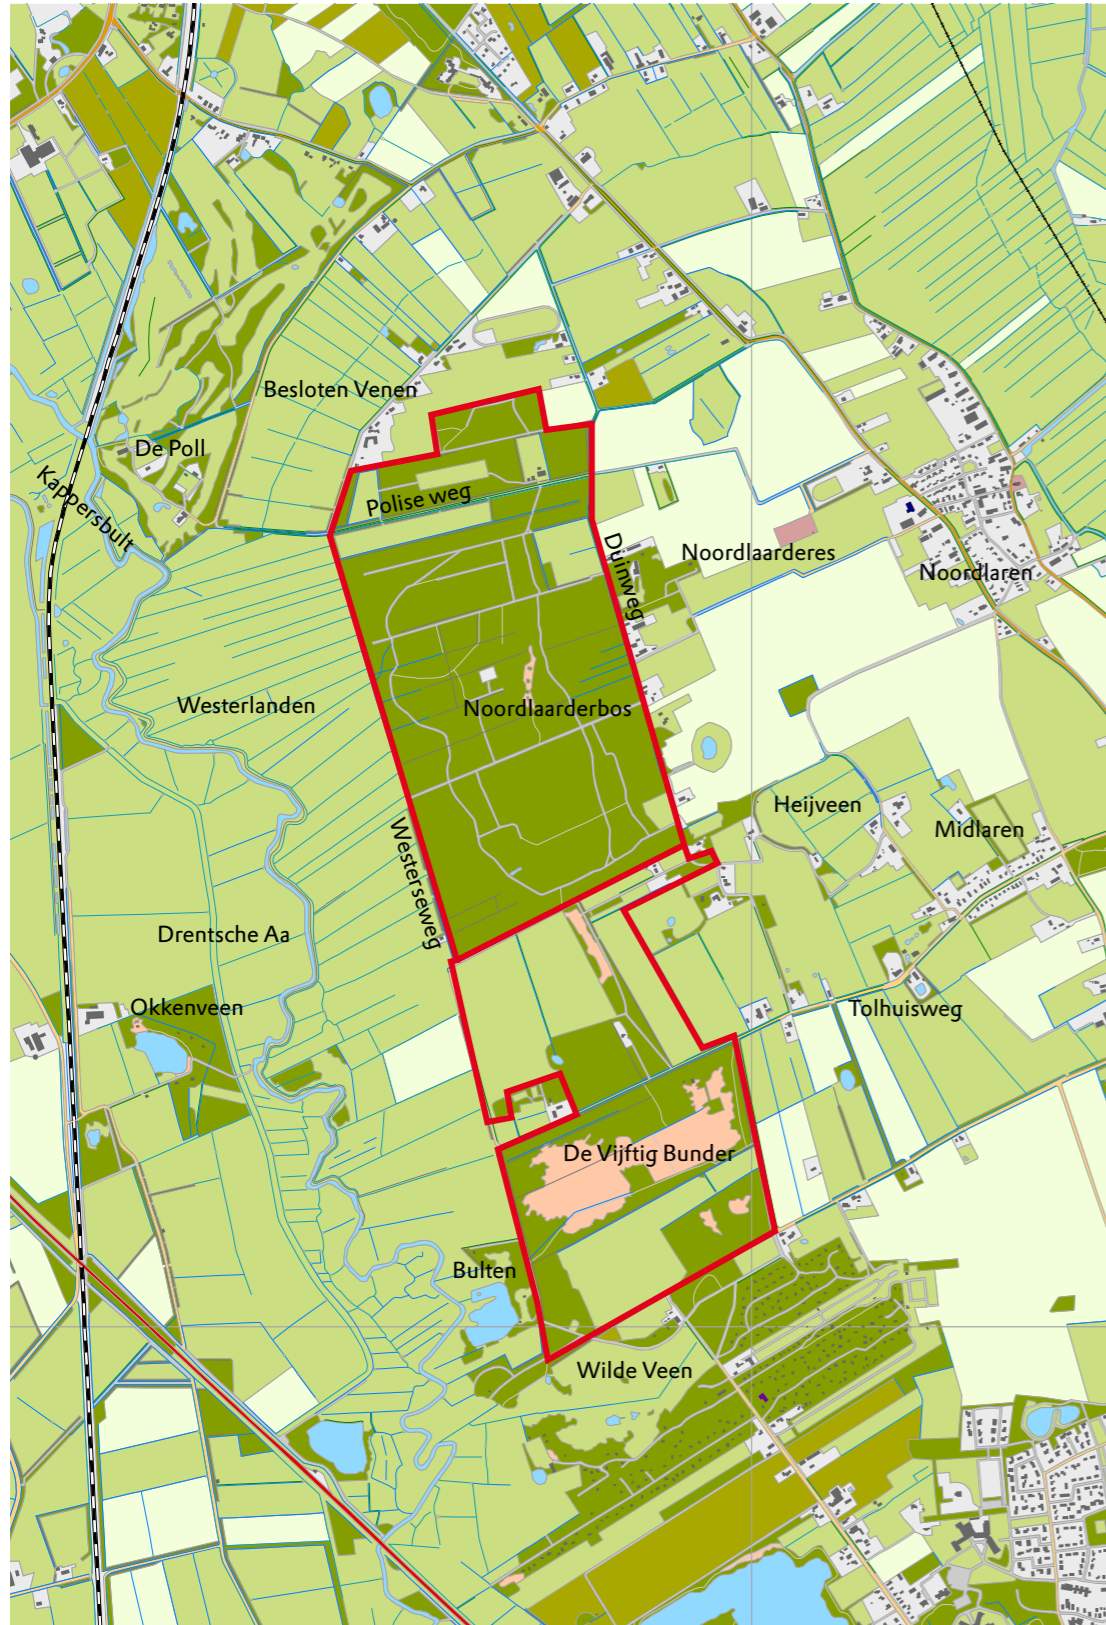 Besloten Venen
De Poll
Kappersbult
Polise weg
Duinweg
Noordlaarderes
Noordlaren
Westerlanden
Noordlaarderbos
Heijveen
Midlaren
Westerseweg
Drentsche Aa
Okkenveen
Tolhuisweg
De Vijftig Bunder
Bulten
Wilde Veen